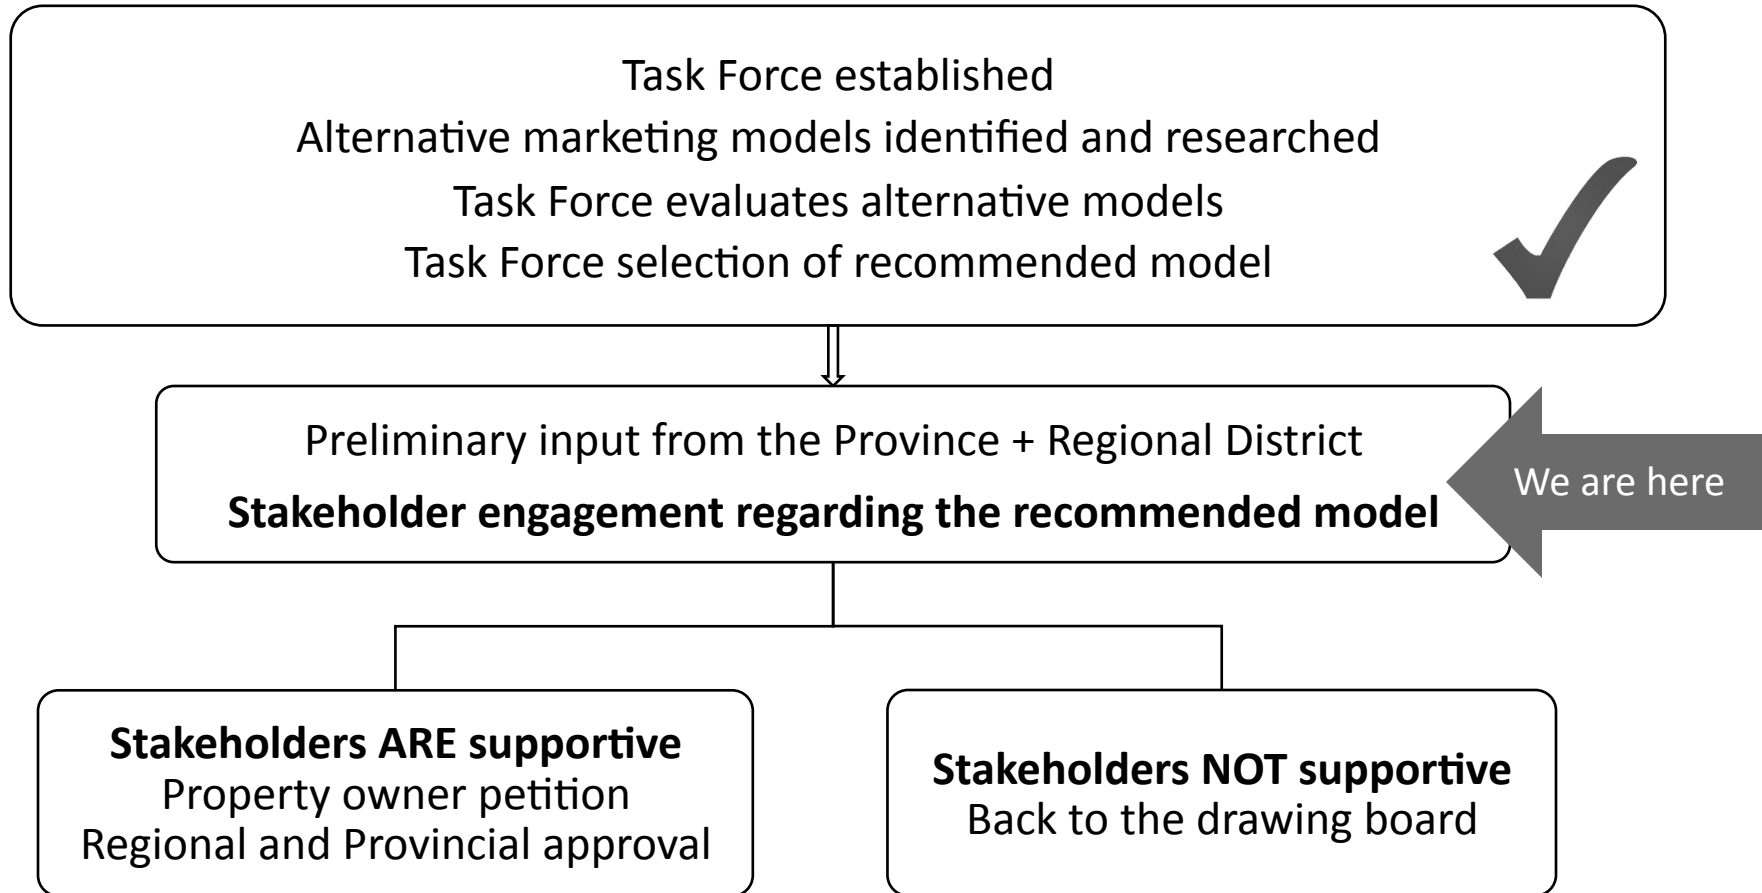 Task Force established
Alternative marketing models identified and researched
Task Force evaluates alternative models
Task Force selection of recommended model
Preliminary input from the Province + Regional District
Stakeholder engagement regarding the recommended model
We are here
Stakeholders ARE supportive
Property owner petition
Regional and Provincial approval
Stakeholders NOT supportive
Back to the drawing board